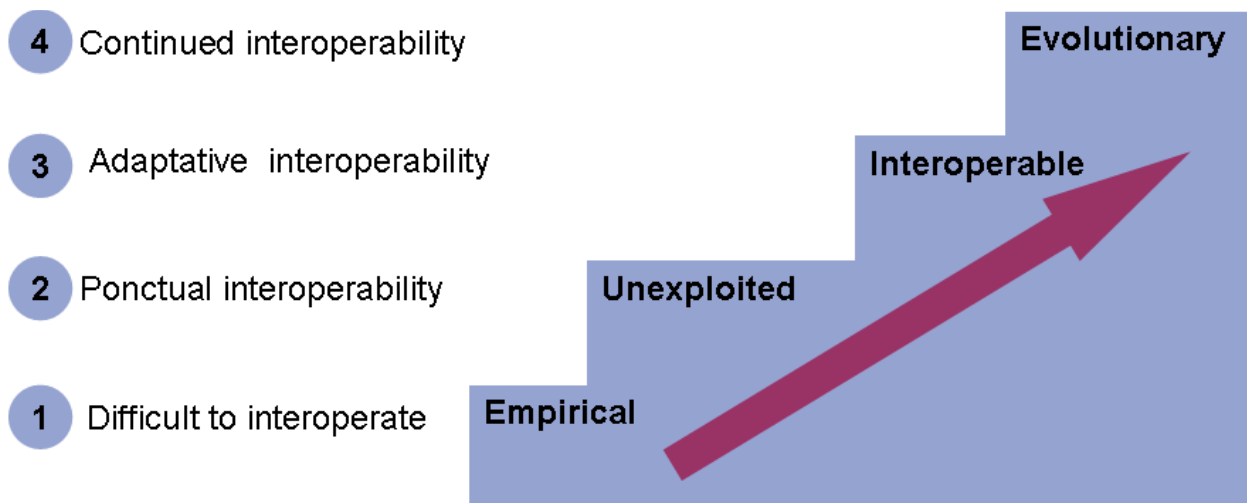 4 Continued interoperability
Evolutionary
3 Adaptative interoperability
Interoperable
2 Ponctual interoperability
Unexploited
1 Difficult to interoperate
Empirical